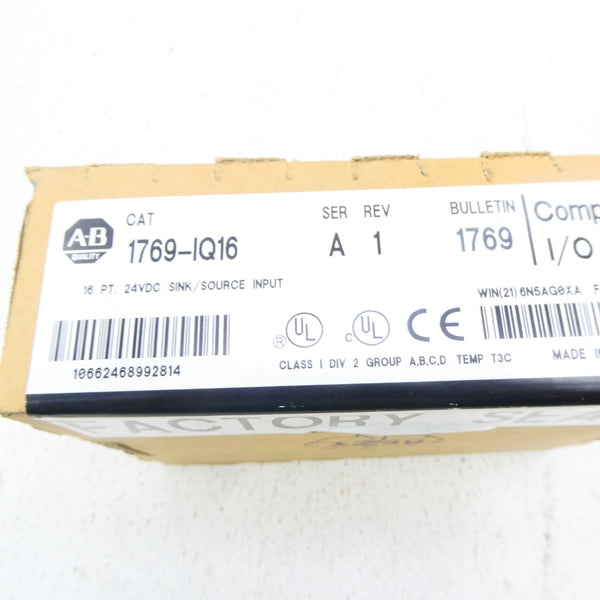 A-B
QUALITY
CAT
1769-IQ16
SER REV
A 1
BULLETIN
1769
Comp
I/O
16 PT. 24VDC SINK/SOURCE INPUT
WIN(21)6N5AG0XA F
® UL
c UL
CE
CLASS I DIV 2 GROUP A,B,C,D TEMP T3C
MADE IN
10662468992814
FACTORY SEA